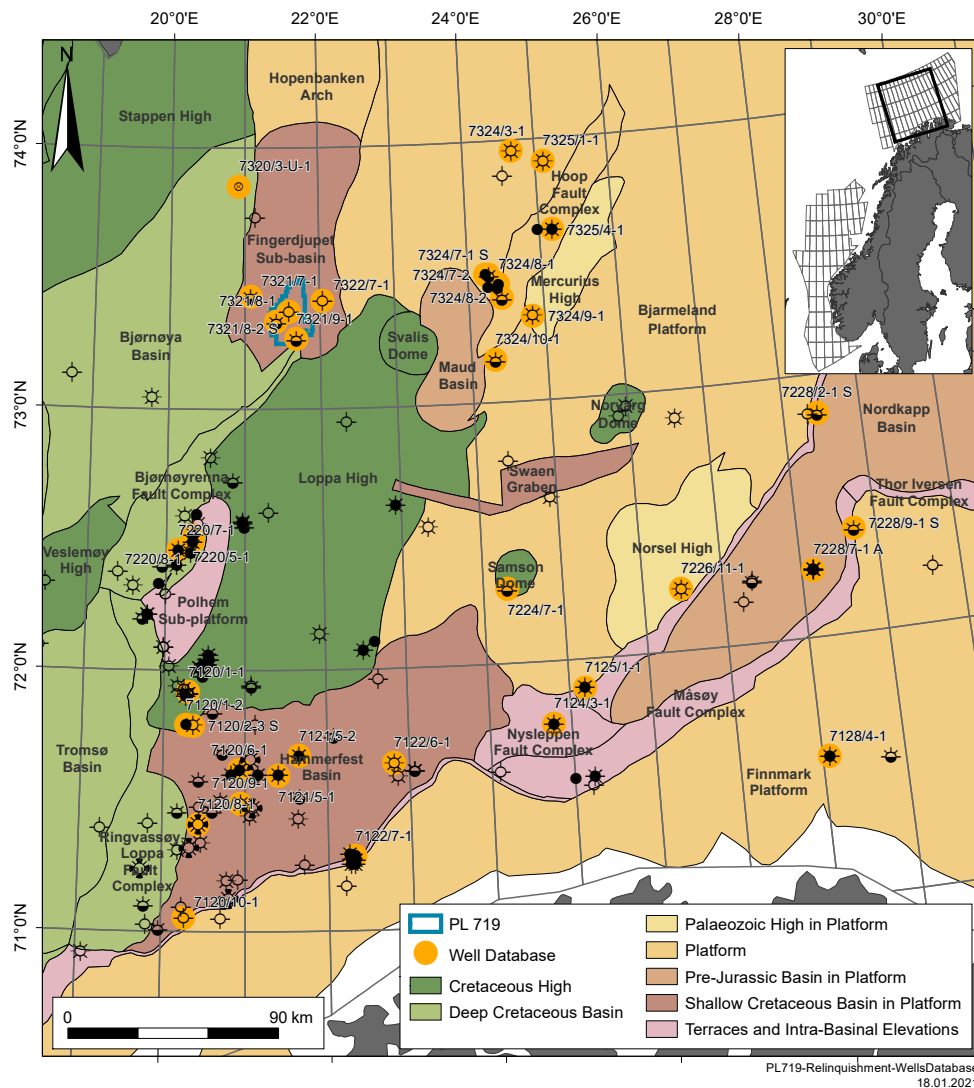 20°0'E
22°0'E
24°0'E
26°0'E
28°0'E
30°0'E
N
74°0'N
73°0'N
72°0'N
71°0'N
Hopenbanken
Arch
Stappen High
7320/3-U-1
Fingerdjupet
Sub-basin
7321/7-1
7322/7-1
7321/8-1
7321/9-1
7321/8-2 S
Bjørnøya
Basin
7324/3-1
7325/1-1
Hoop
Fault
Complex
7325/4-1
7324/7-1 S
7324/8-1
7324/7-2
7324/8-2
Mercurius
High
7324/9-1
7324/10-1
Bjarmeland
Platform
Svalis
Dome
Maud
Basin
Norvarg
Dome
7228/2-1 S
Nordkapp
Basin
Thor Iversen
Fault Complex
7228/9-1 S
7228/7-1 A
Swaen
Graben
Loppa High
Bjørnøyrenna
Fault Complex
7220/7-1
7220/8-1
7220/5-1
Veslemøy
High
Polhem
Sub-platform
Norsel High
7226/11-1
Samson
Dome
7224/7-1
7120/1-1
7120/1-2
7120/2-3 S
7125/1-1
7124/3-1
Måsøy
Fault Complex
Nysleppen
Fault Complex
7128/4-1
Finnmark
Platform
Tromsø
Basin
7120/6-1
7121/5-2
7122/6-1
Hammerfest
Basin
7120/9-1
7121/5-1
7120/8-1
Ringvassøy
Loppa
Fault
Complex
7122/7-1
7120/10-1
0
90 km
PL 719
Well Database
Cretaceous High
Deep Cretaceous Basin
Palaeozoic High in Platform
Platform
Pre-Jurassic Basin in Platform
Shallow Cretaceous Basin in Platform
Terraces and Intra-Basinal Elevations
PL719-Relinquishment-WellsDatabas
18.01.202